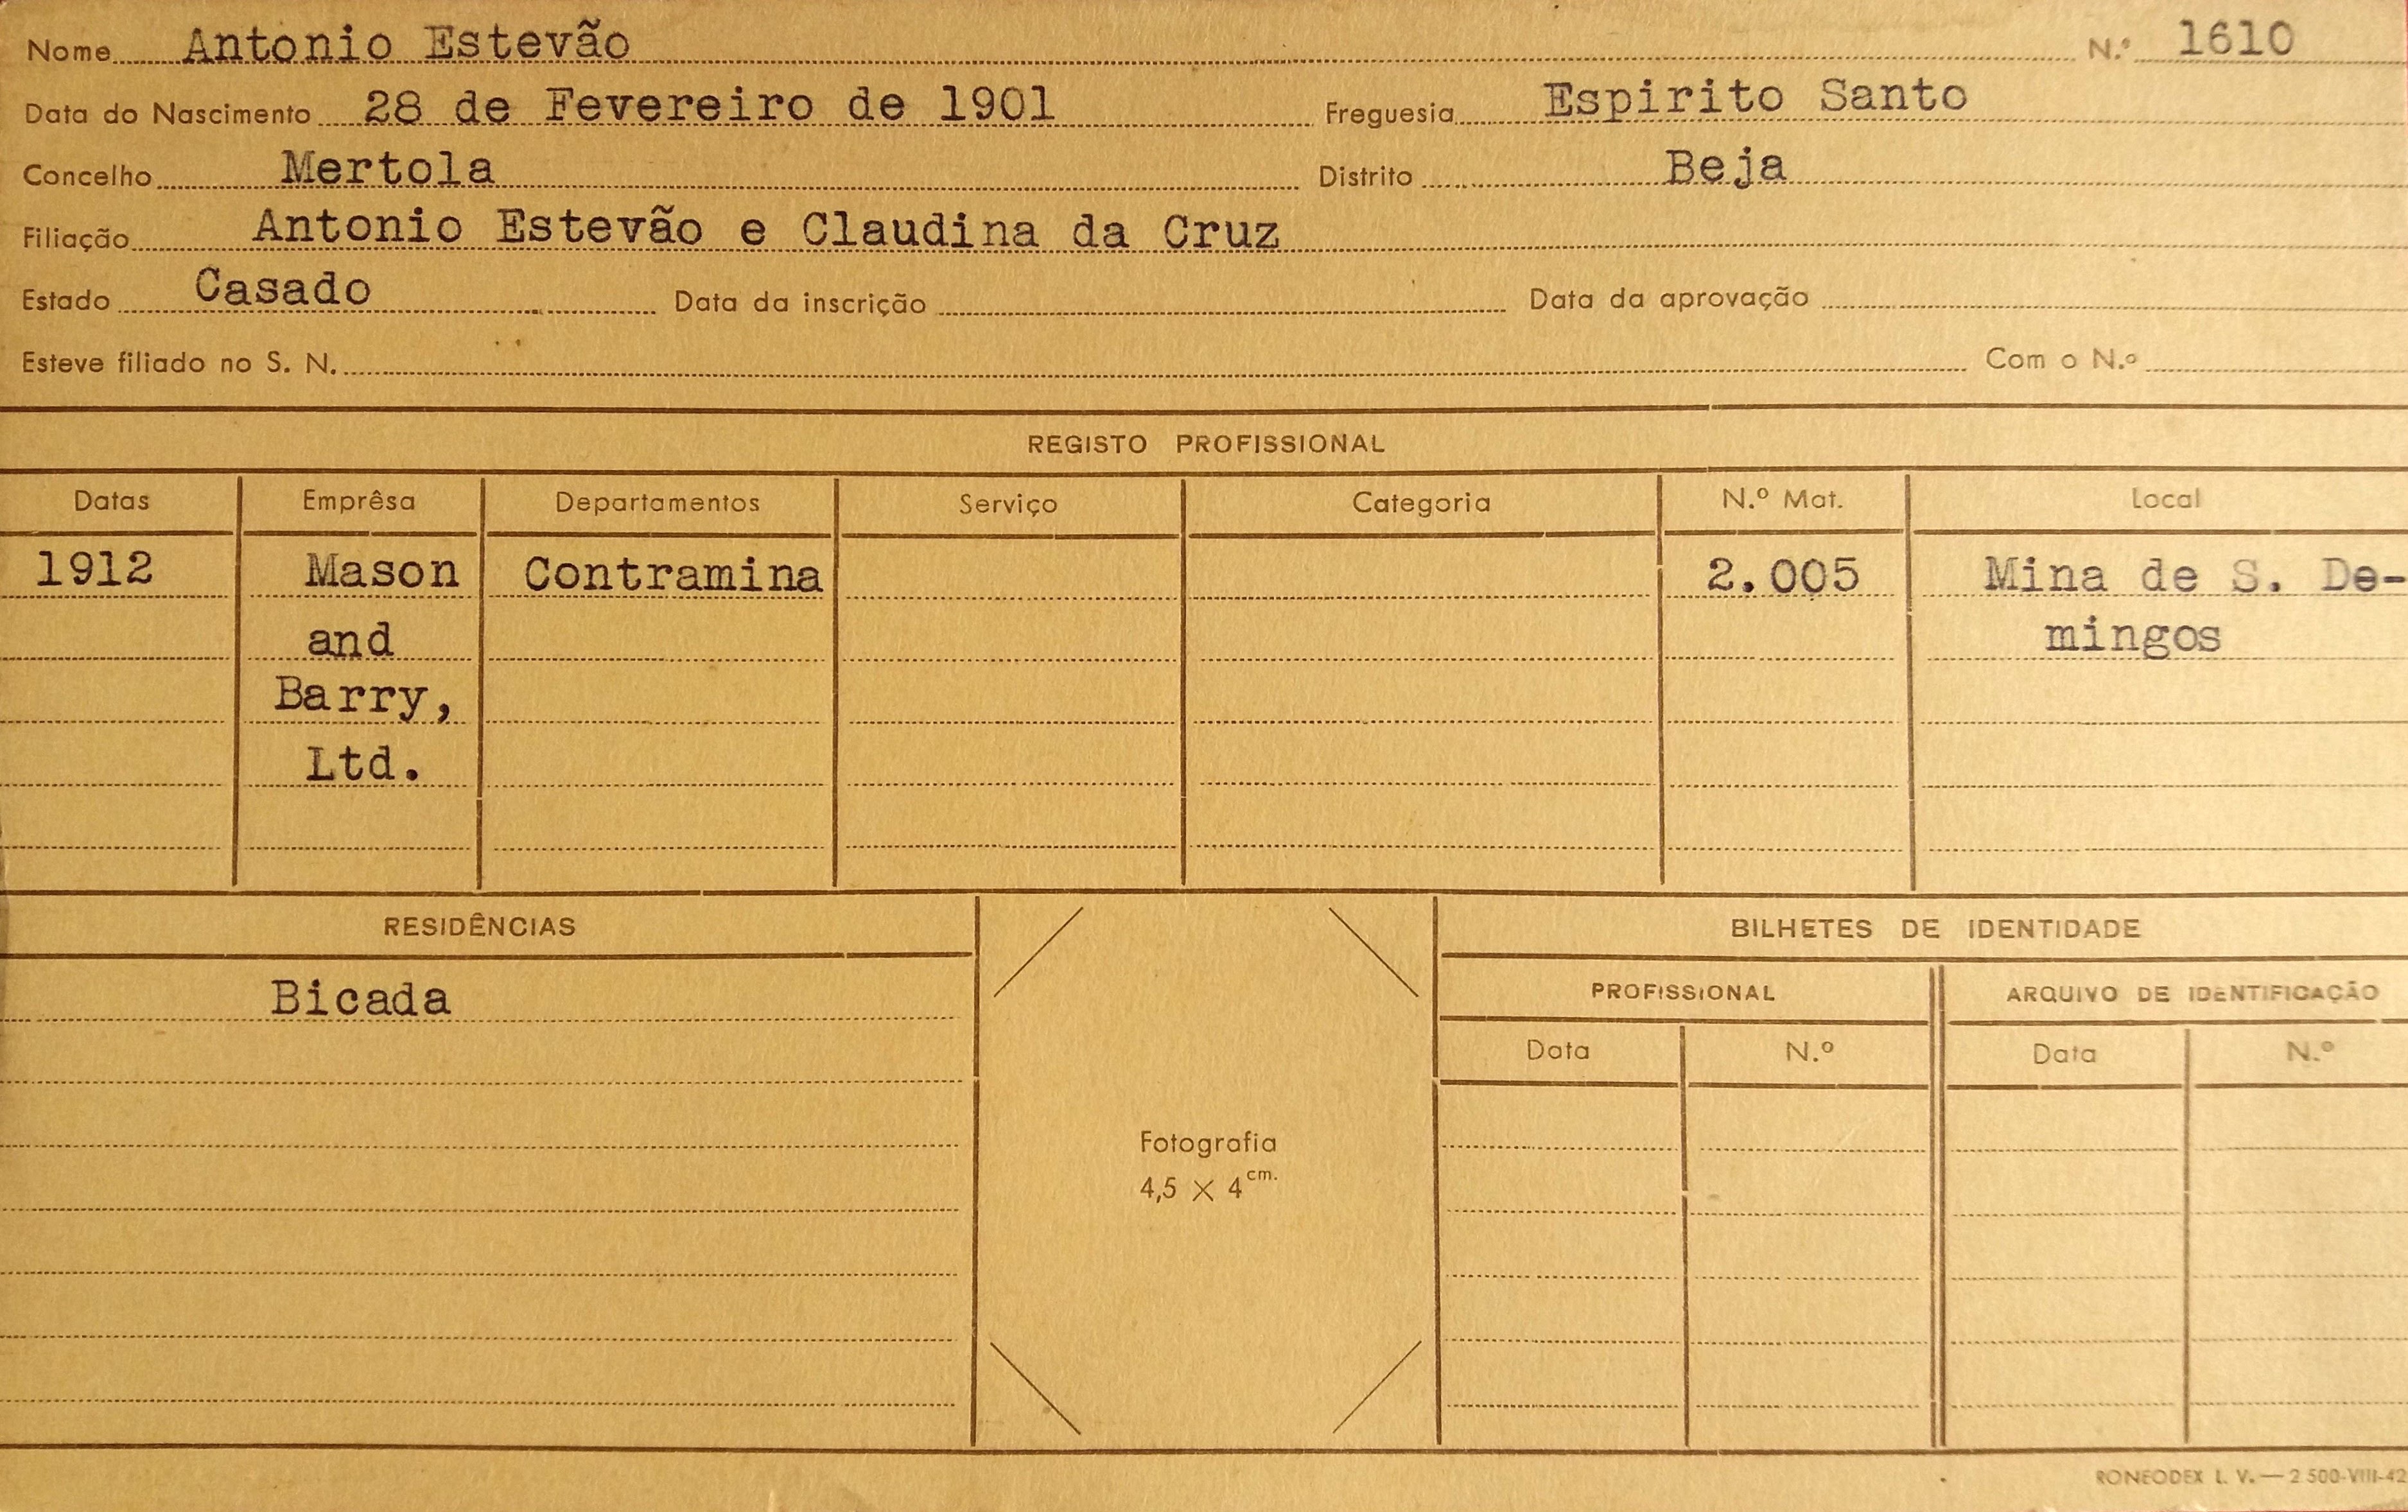 Nome Antonio Estevão N.º 1610
Data do Nascimento 28 de Fevereiro de 1901 Freguesia Espirito Santo
Concelho Mertola Distrito Beja
Filiação Antonio Estevão e Claudina da Cruz
Estado Casado Data da inscrição Data da aprovação
Esteve filiado no S. N. Com o N.º
REGISTO PROFISSIONAL
Datas Emprêsa Departamentos Serviço Categoria N.º Mat. Local
1912 Mason Contramina 2.005 Mina de S. De-
and mingos
Barry,
Ltd.
RESIDÊNCIAS BILHETES DE IDENTIDADE
Bicada PROFISSIONAL ARQUIVO DE IDENTIFICAÇÃO
Data N.º Data N.º
Fotografia
4,5 × 4 cm.
RONEODEX L. V. — 2 500-VIII-42